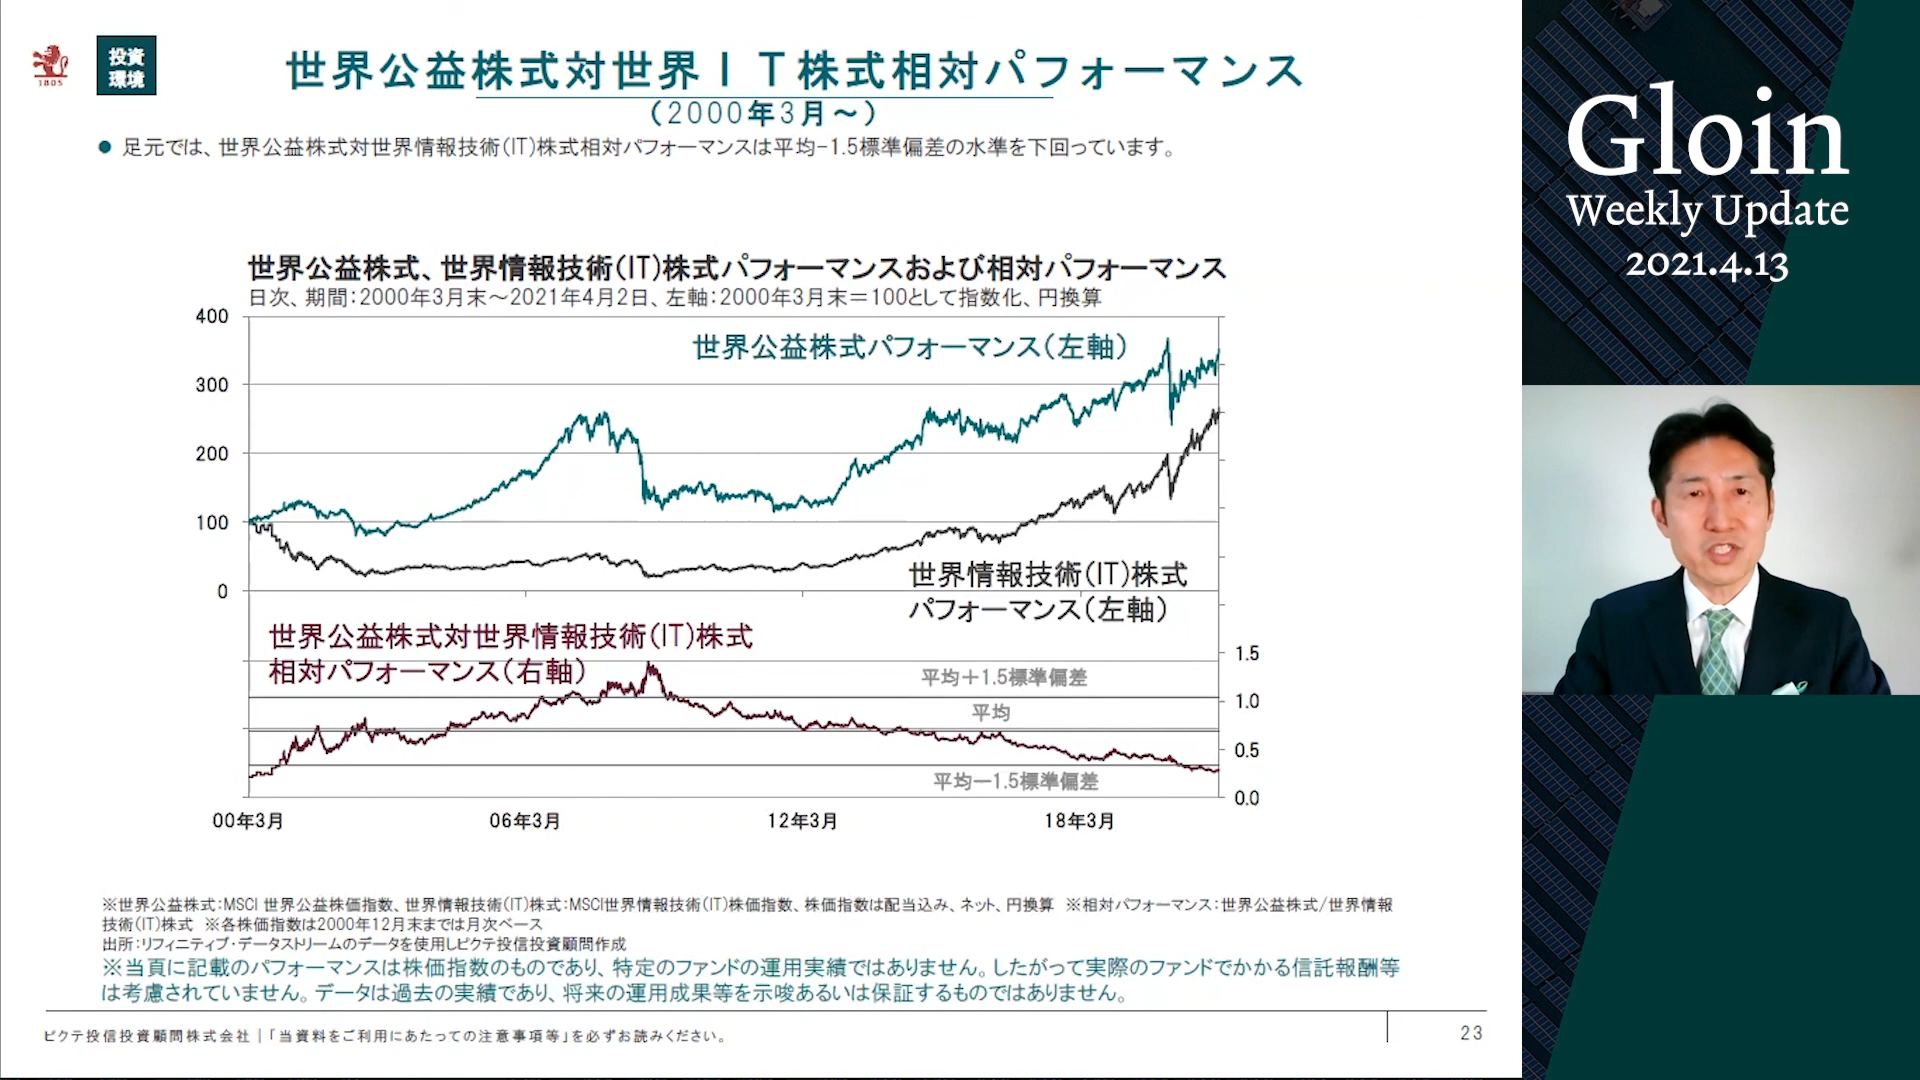 1805
投資
環境
世界公益株式対世界IT株式相対パフォーマンス
(2000年3月～)
● 足元では、世界公益株式対世界情報技術(IT)株式相対パフォーマンスは平均-1.5標準偏差の水準を下回っています。
世界公益株式、世界情報技術(IT)株式パフォーマンスおよび相対パフォーマンス
日次、期間：2000年3月末～2021年4月2日、左軸：2000年3月末＝100として指数化、円換算
400
300
200
100
0
世界公益株式パフォーマンス(左軸)
世界情報技術(IT)株式
パフォーマンス(左軸)
世界公益株式対世界情報技術(IT)株式
相対パフォーマンス(右軸)
平均＋1.5標準偏差
平均
平均－1.5標準偏差
1.5
1.0
0.5
0.0
00年3月
06年3月
12年3月
18年3月
※世界公益株式：MSCI 世界公益株価指数、世界情報技術(IT)株式：MSCI世界情報技術(IT)株価指数、株価指数は配当込み、ネット、円換算 ※相対パフォーマンス：世界公益株式/世界情報
技術(IT)株式 ※各株価指数は2000年12月末までは月次ベース
出所：リフィニティブ・データストリームのデータを使用しピクテ投信投資顧問作成
※当頁に記載のパフォーマンスは株価指数のものであり、特定のファンドの運用実績ではありません。したがって実際のファンドでかかる信託報酬等
は考慮されていません。データは過去の実績であり、将来の運用成果等を示唆あるいは保証するものではありません。
ピクテ投信投資顧問株式会社｜「当資料をご利用にあたっての注意事項等」を必ずお読みください。
23
Gloin
Weekly Update
2021.4.13